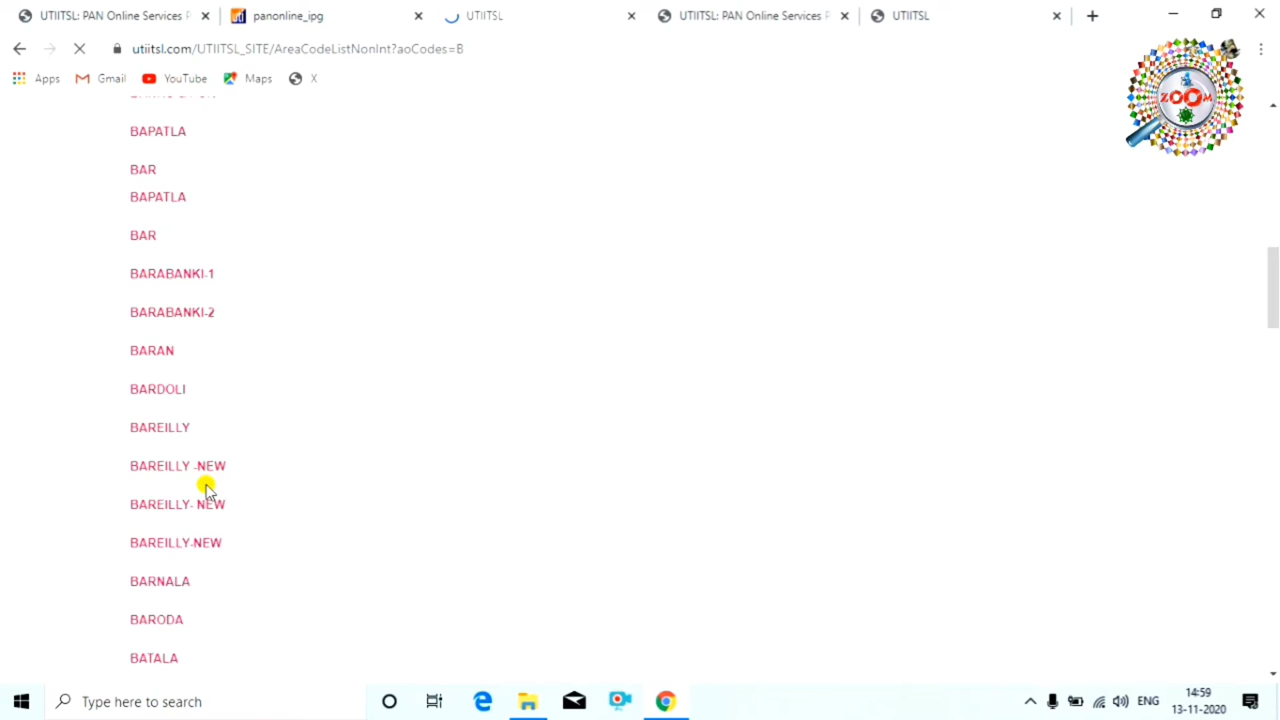 UTIITSL: PAN Online Services P
panonline_ipg
UTIITSL
UTIITSL: PAN Online Services P
UTIITSL
utiitsl.com/UTIITSL_SITE/AreaCodeListNonInt?aoCodes=B
Apps
Gmail
YouTube
Maps
X
ZOOM
BAPATLA
BAR
BAPATLA
BAR
BARABANKI-1
BARABANKI-2
BARAN
BARDOLI
BAREILLY
BAREILLY -NEW
BAREILLY- NEW
BAREILLY-NEW
BARNALA
BARODA
BATALA
Type here to search
ENG
14:59
13-11-2020